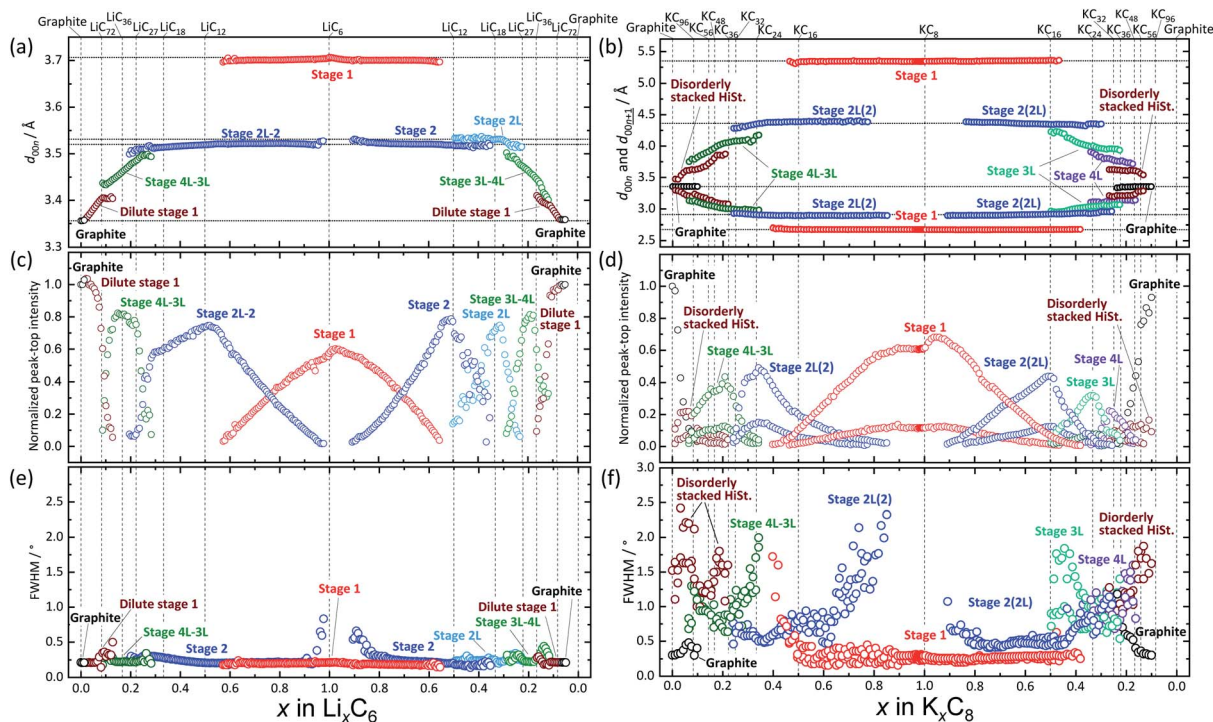 Graphite LiC36 LiC18 LiC12 LiC6 LiC12 LiC18 LiC36 Graphite
LiC72 LiC27 LiC27 LiC72
(a)
3.7
3.6
3.5
3.4
3.3
d00n / Å
Stage 1
Stage 2L-2
Stage 2
Stage 2L
Stage 4L-3L
Stage 3L-4L
Dilute stage 1
Dilute stage 1
Graphite
Graphite
KC96 KC48 KC32 KC32 KC48 KC96
Graphite KC56 KC36 KC24 KC16 KC8 KC16 KC24 KC36 KC56 Graphite
(b)
5.5
5.0
4.5
4.0
3.5
3.0
2.5
d00n and d00n+1 / Å
Stage 1
Disorderly
stacked HiSt.
Disorderly
stacked HiSt.
Stage 2L(2)
Stage 2(2L)
Stage 4L-3L
Stage 3L
Stage 4L
Stage 2L(2)
Stage 1
Stage 2(2L)
Graphite
Graphite
(c)
1.0
0.8
0.6
0.4
0.2
0.0
Normalized peak-top intensity
Graphite
Dilute stage 1
Stage 4L-3L
Stage 2L-2
Stage 1
Stage 2
Stage 3L-4L
Stage 2L
Graphite
Dilute
stage 1
(d)
1.0
0.8
0.6
0.4
0.2
0.0
Normalized peak-top intensity
Graphite
Disorderly
stacked HiSt.
Stage 4L-3L
Stage 2L(2)
Stage 1
Stage 2(2L)
Disorderly
stacked HiSt.
Stage 4L
Stage 3L
Graphite
(e)
2.5
2.0
1.5
1.0
0.5
0.0
FWHM / °
Graphite
Dilute stage 1
Stage 4L-3L
Stage 2
Stage 1
Stage 2
Stage 2L
Dilute stage 1
Stage 3L-4L
Graphite
0.0 0.2 0.4 0.6 0.8 1.0 0.8 0.6 0.4 0.2 0.0
x in LixC6
(f)
3.0
2.5
2.0
1.5
1.0
0.5
0.0
FWHM / °
Disorderly
stacked HiSt.
Stage 4L-3L
Stage 2L(2)
Stage 3L
Diorderly
stacked HiSt.
Stage 4L
Stage 2(2L)
Stage 1
Graphite
Graphite
0.0 0.2 0.4 0.6 0.8 1.0 0.8 0.6 0.4 0.2 0.0
x in KxC8